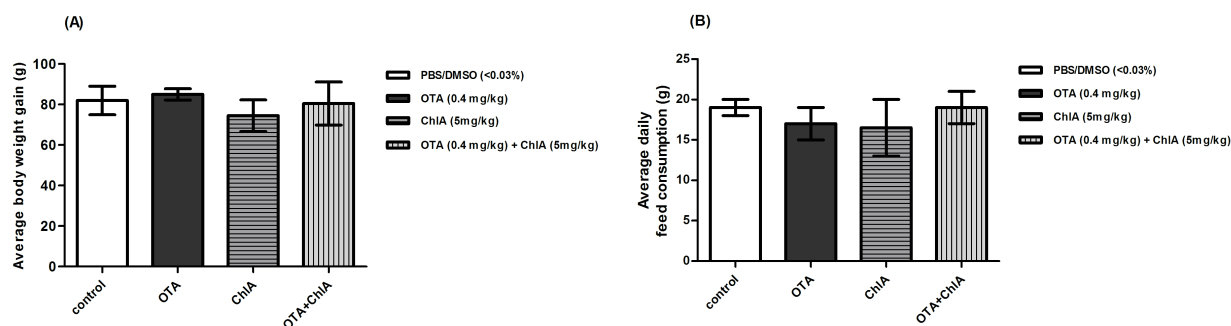 (A)
Average body weight gain (g)
100
80
60
40
20
0
control
OTA
ChlA
OTA+ChlA
PBS/DMSO (<0.03%)
OTA (0.4 mg/kg)
ChlA (5mg/kg)
OTA (0.4 mg/kg) + ChlA (5mg/kg)
(B)
Average daily
feed consumption (g)
25
20
15
10
5
0
control
OTA
ChlA
OTA+ChlA
PBS/DMSO (<0.03%)
OTA (0.4 mg/kg)
ChlA (5mg/kg)
OTA (0.4 mg/kg) + ChlA (5mg/kg)